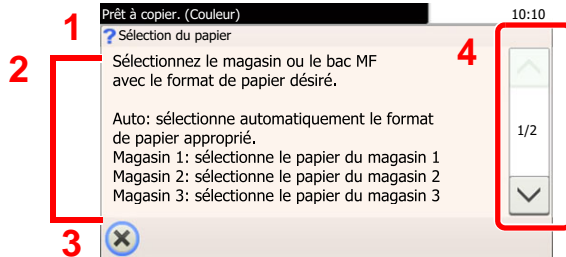 Prêt à copier. (Couleur) 10:10
1
? Sélection du papier
2
4
Sélectionnez le magasin ou le bac MF
avec le format de papier désiré.
Auto: sélectionne automatiquement le format
de papier approprié.
1/2
Magasin 1: sélectionne le papier du magasin 1
Magasin 2: sélectionne le papier du magasin 2
Magasin 3: sélectionne le papier du magasin 3
3